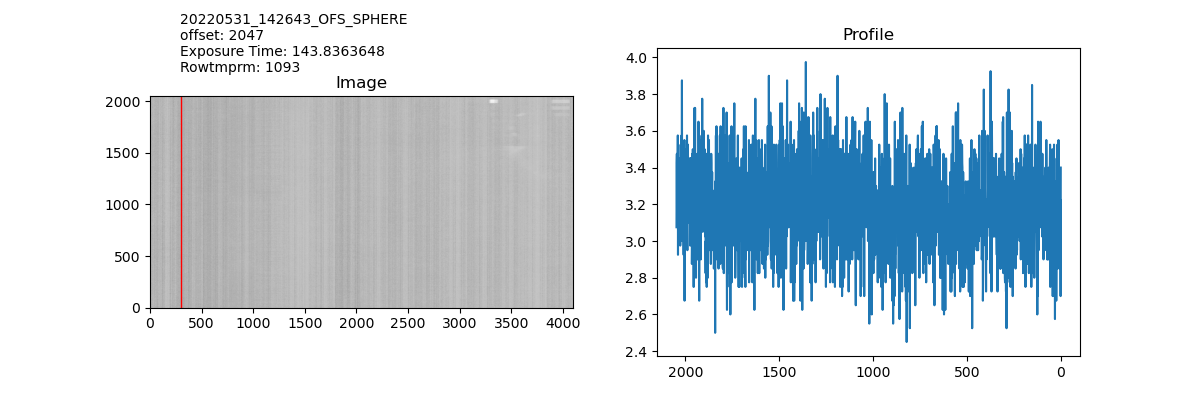 20220531_142643_OFS_SPHERE
offset: 2047
Exposure Time: 143.8363648
Rowtmprm: 1093
Image
2000
1500
1000
500
0
0 500 1000 1500 2000 2500 3000 3500 4000
Profile
4.0
3.8
3.6
3.4
3.2
3.0
2.8
2.6
2.4
2000 1500 1000 500 0